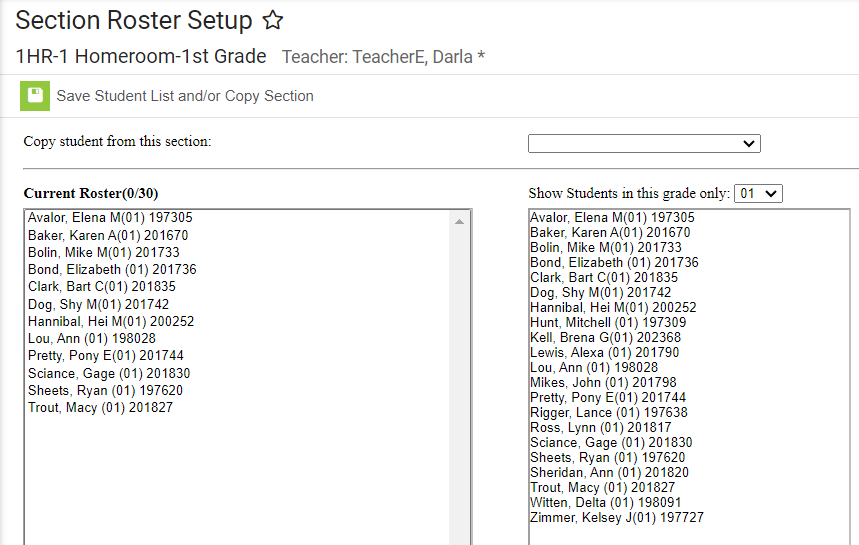 Section Roster Setup
1HR-1 Homeroom-1st Grade Teacher: TeacherE, Darla *
Save Student List and/or Copy Section
Copy student from this section:
Current Roster(0/30)
Avalor, Elena M(01) 197305
Baker, Karen A(01) 201670
Bolin, Mike M(01) 201733
Bond, Elizabeth (01) 201736
Clark, Bart C(01) 201835
Dog, Shy M(01) 201742
Hannibal, Hei M(01) 200252
Lou, Ann (01) 198028
Pretty, Pony E(01) 201744
Sciance, Gage (01) 201830
Sheets, Ryan (01) 197620
Trout, Macy (01) 201827
Show Students in this grade only: 01
Avalor, Elena M(01) 197305
Baker, Karen A(01) 201670
Bolin, Mike M(01) 201733
Bond, Elizabeth (01) 201736
Clark, Bart C(01) 201835
Dog, Shy M(01) 201742
Hannibal, Hei M(01) 200252
Hunt, Mitchell (01) 197309
Kell, Brena G(01) 202368
Lewis, Alexa (01) 201790
Lou, Ann (01) 198028
Mikes, John (01) 201798
Pretty, Pony E(01) 201744
Rigger, Lance (01) 197638
Ross, Lynn (01) 201817
Sciance, Gage (01) 201830
Sheets, Ryan (01) 197620
Sheridan, Ann (01) 201820
Trout, Macy (01) 201827
Witten, Delta (01) 198091
Zimmer, Kelsey J(01) 197727